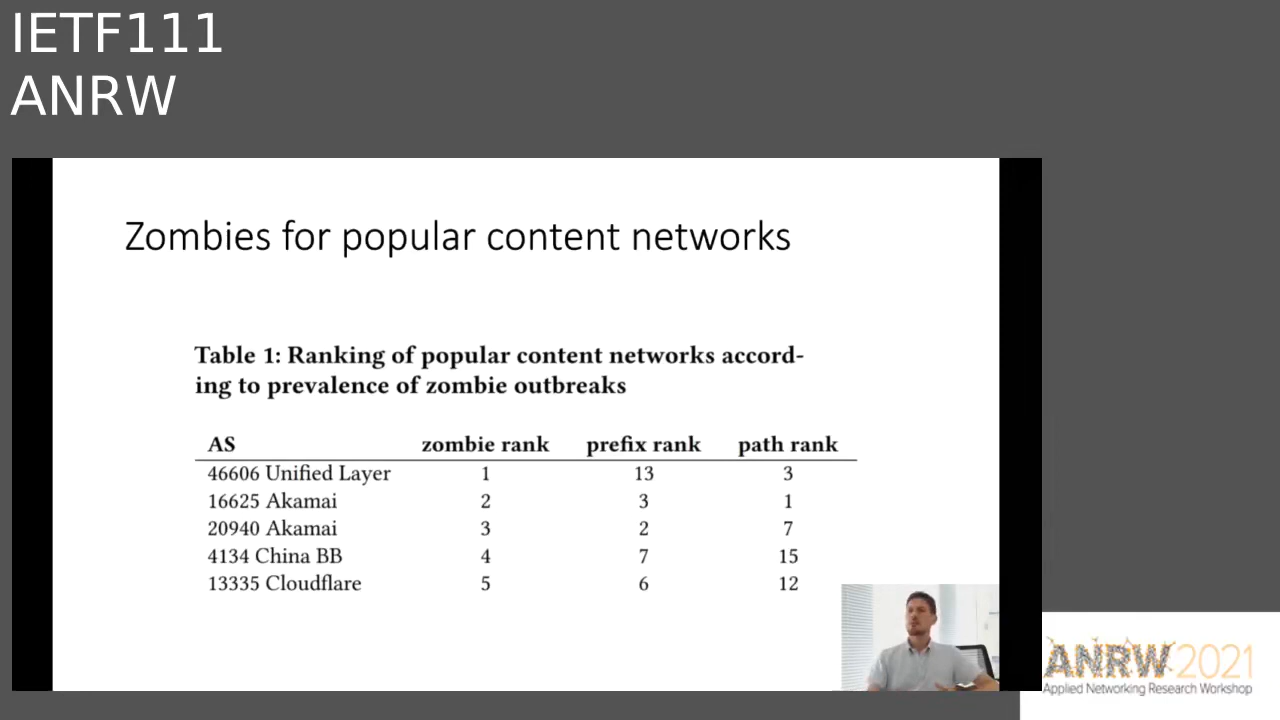 IETF111
ANRW
Zombies for popular content networks
Table 1: Ranking of popular content networks accord-
ing to prevalence of zombie outbreaks
AS zombie rank prefix rank path rank
46606 Unified Layer 1 13 3
16625 Akamai 2 3 1
20940 Akamai 3 2 7
4134 China BB 4 7 15
13335 Cloudflare 5 6 12
ANRW2021
Applied Networking Research Workshop